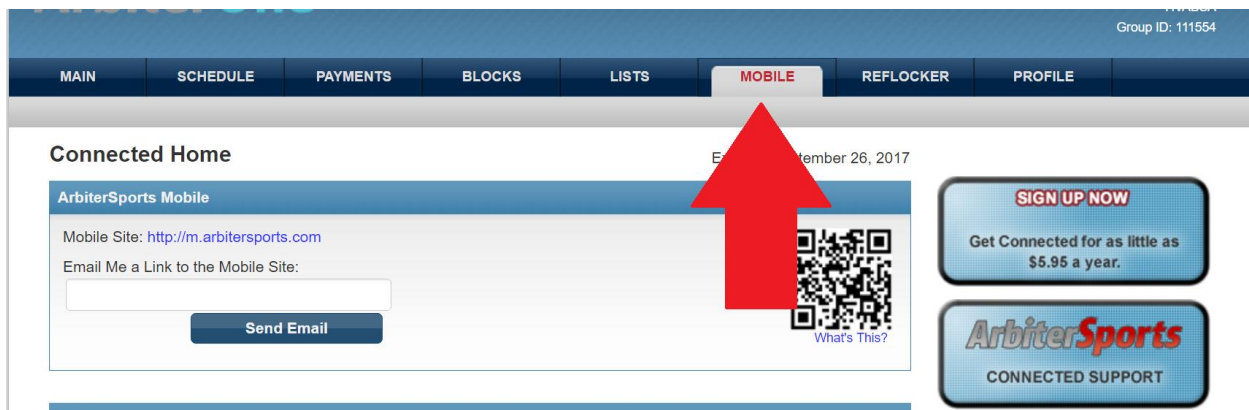 Group ID: 111554
MAIN SCHEDULE PAYMENTS BLOCKS LISTS MOBILE REFLOCKER PROFILE
Connected Home
tember 26, 2017
ArbiterSports Mobile
Mobile Site: http://m.arbitersports.com
Email Me a Link to the Mobile Site:
Send Email
What's This?
SIGN UP NOW
Get Connected for as little as
$5.95 a year.
ArbiterSports
CONNECTED SUPPORT